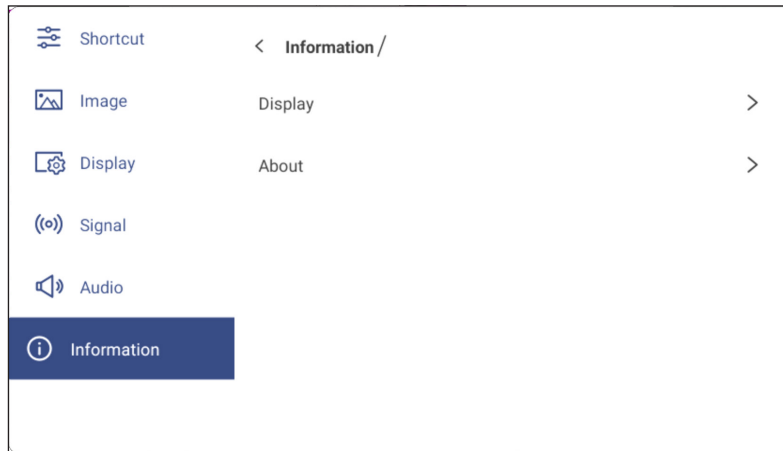 Shortcut
Image
Display
Signal
Audio
Information
< Information /
Display >
About >